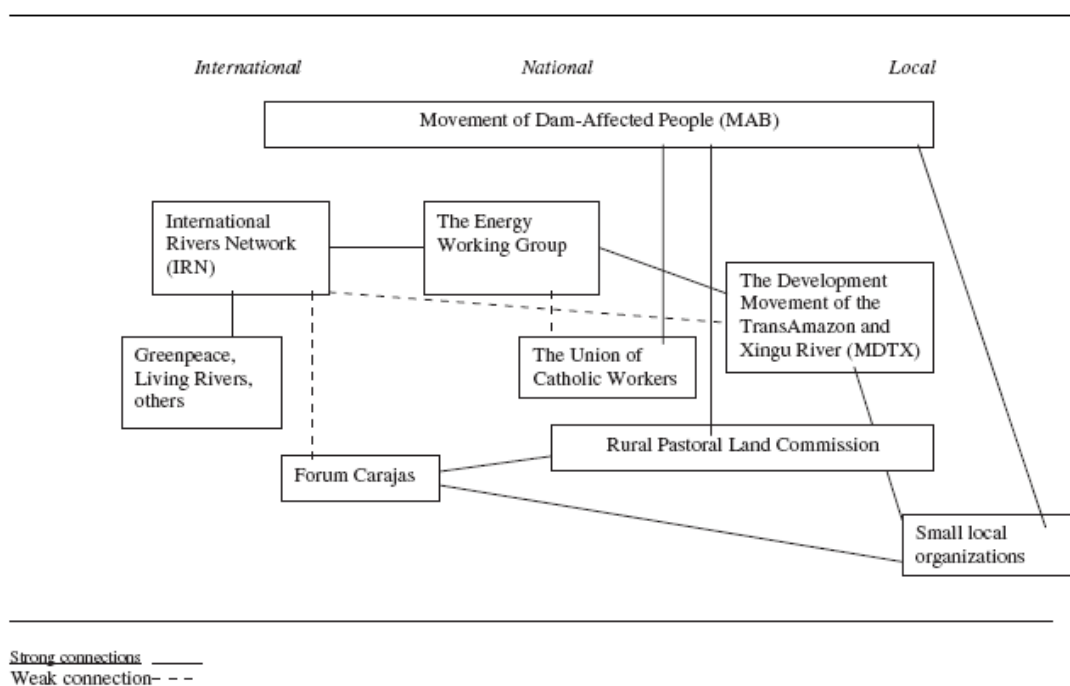 International National Local
Movement of Dam-Affected People (MAB)
International
Rivers Network
(IRN)
The Energy
Working Group
The Development
Movement of the
TransAmazon and
Xingu River (MDTX)
Greenpeace,
Living Rivers,
others
The Union of
Catholic Workers
Rural Pastoral Land Commission
Forum Carajas
Small local
organizations
Strong connections
Weak connection